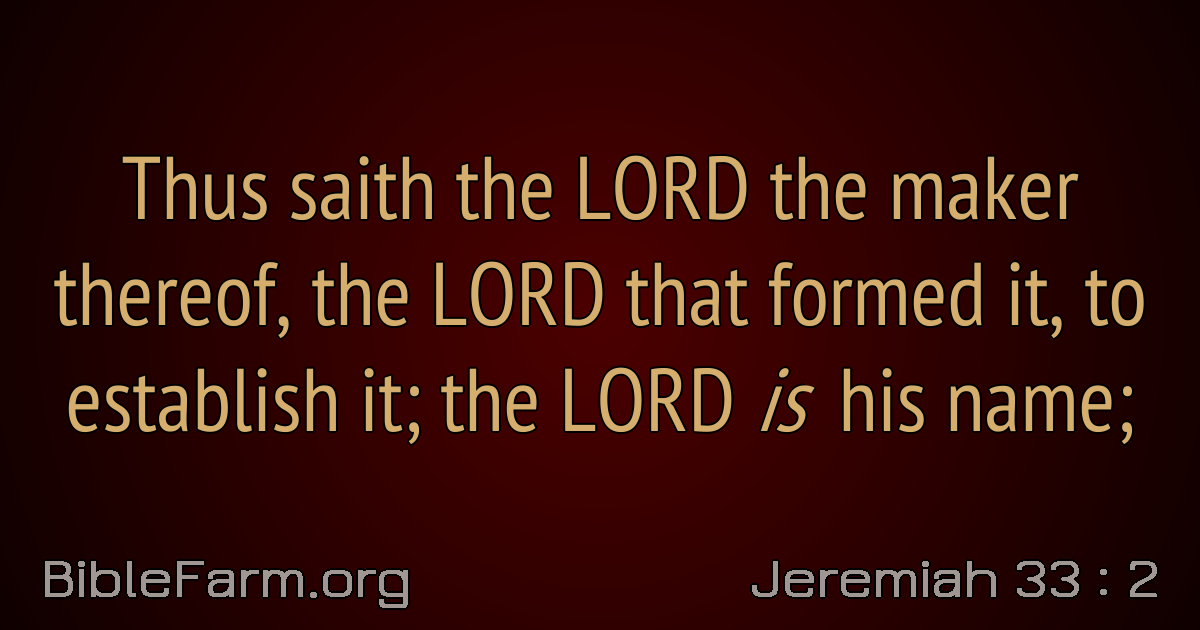 Thus saith the LORD the maker
thereof, the LORD that formed it, to
establish it; the LORD is his name;
BibleFarm.org
Jeremiah 33 : 2